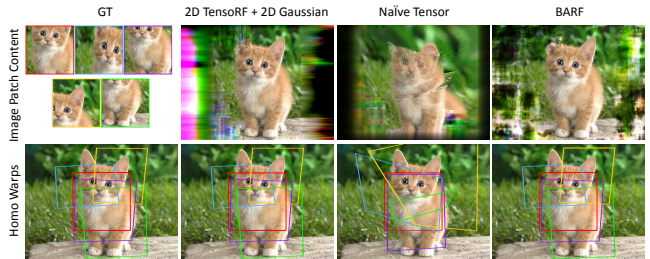 GT
2D TensoRF + 2D Gaussian
Naïve Tensor
BARF
Image Patch Content
Homo Warps